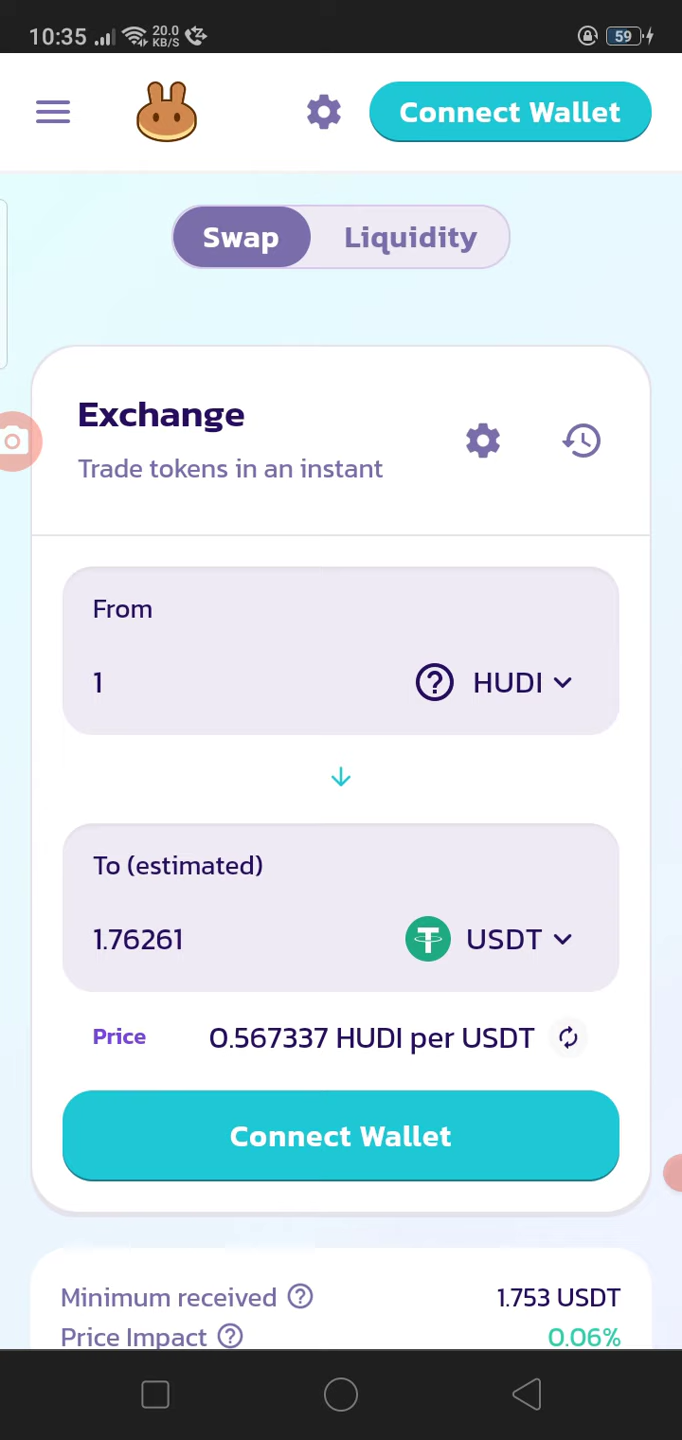 10:35 20.0 KB/S 59
Connect Wallet
Swap Liquidity
Exchange
Trade tokens in an instant
From
1 HUDI
To (estimated)
1.76261 USDT
Price 0.567337 HUDI per USDT
Connect Wallet
Minimum received 1.753 USDT
Price Impact 0.06%